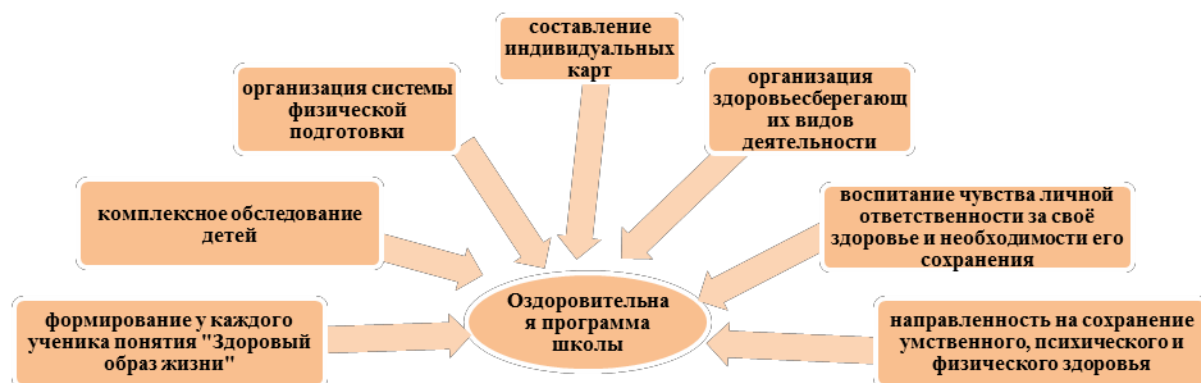 составление
индивидуальных
карт
организация системы
физической
подготовки
организация
здоровьесберегающ
их видов
деятельности
комплексное обследование
детей
воспитание чувства личной
ответственности за своё
здоровье и необходимости его
сохранения
формирование у каждого
ученика понятия "Здоровый
образ жизни"
Оздоровительна
я программа
школы
направленность на сохранение
умственного, психического и
физического здоровья